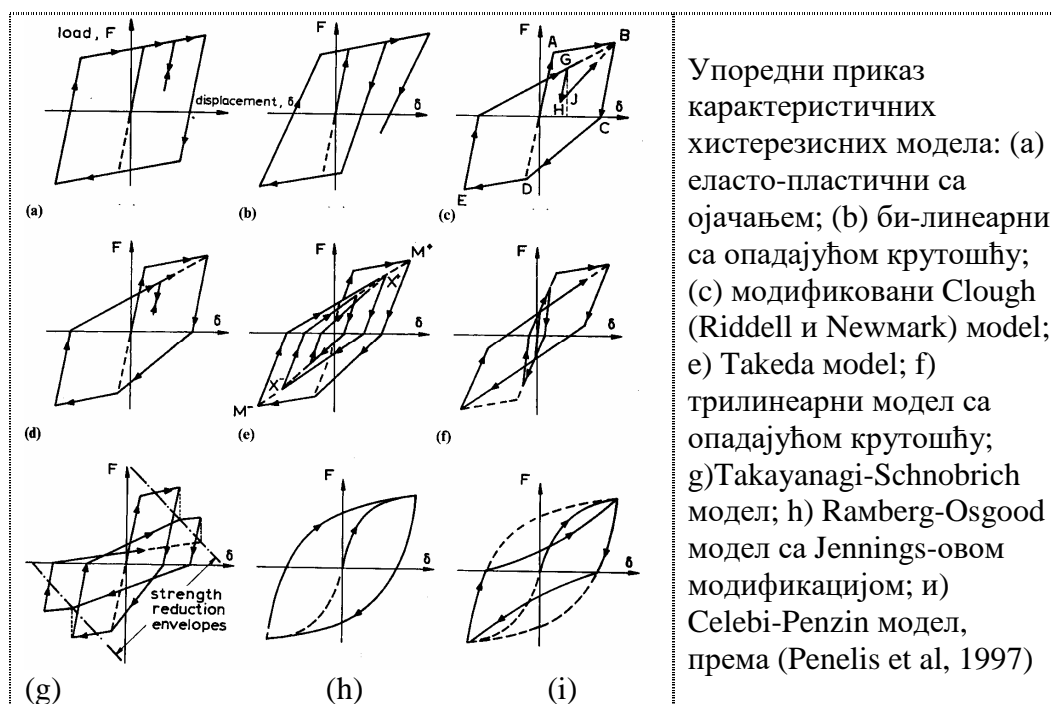 load, F
displacement, δ
(a)
F
δ
(b)
F
A
B
G
H
J
δ
C
D
E
(c)
F
δ
(d)
F
M+
X+
δ
X-
M-
(e)
F
δ
(f)
F
δ
strength
reduction
envelopes
(g)
F
δ
(h)
F
δ
(i)
Упоредни приказ
карактеристичних
хистерезисних модела: (a)
еласто-пластични са
ојачањем; (b) би-линеарни
са опадајућом крутошћу;
(c) модификовани Clough
(Riddell и Newmark) model;
e) Takeda model; f)
трилинеарни модел са
опадајућом крутошћу;
g)Takayanagi-Schnobrich
модел; h) Ramberg-Osgood
модел са Jennings-овом
модификацијом; и)
Celebi-Penzin модел,
према (Penelis et al, 1997)